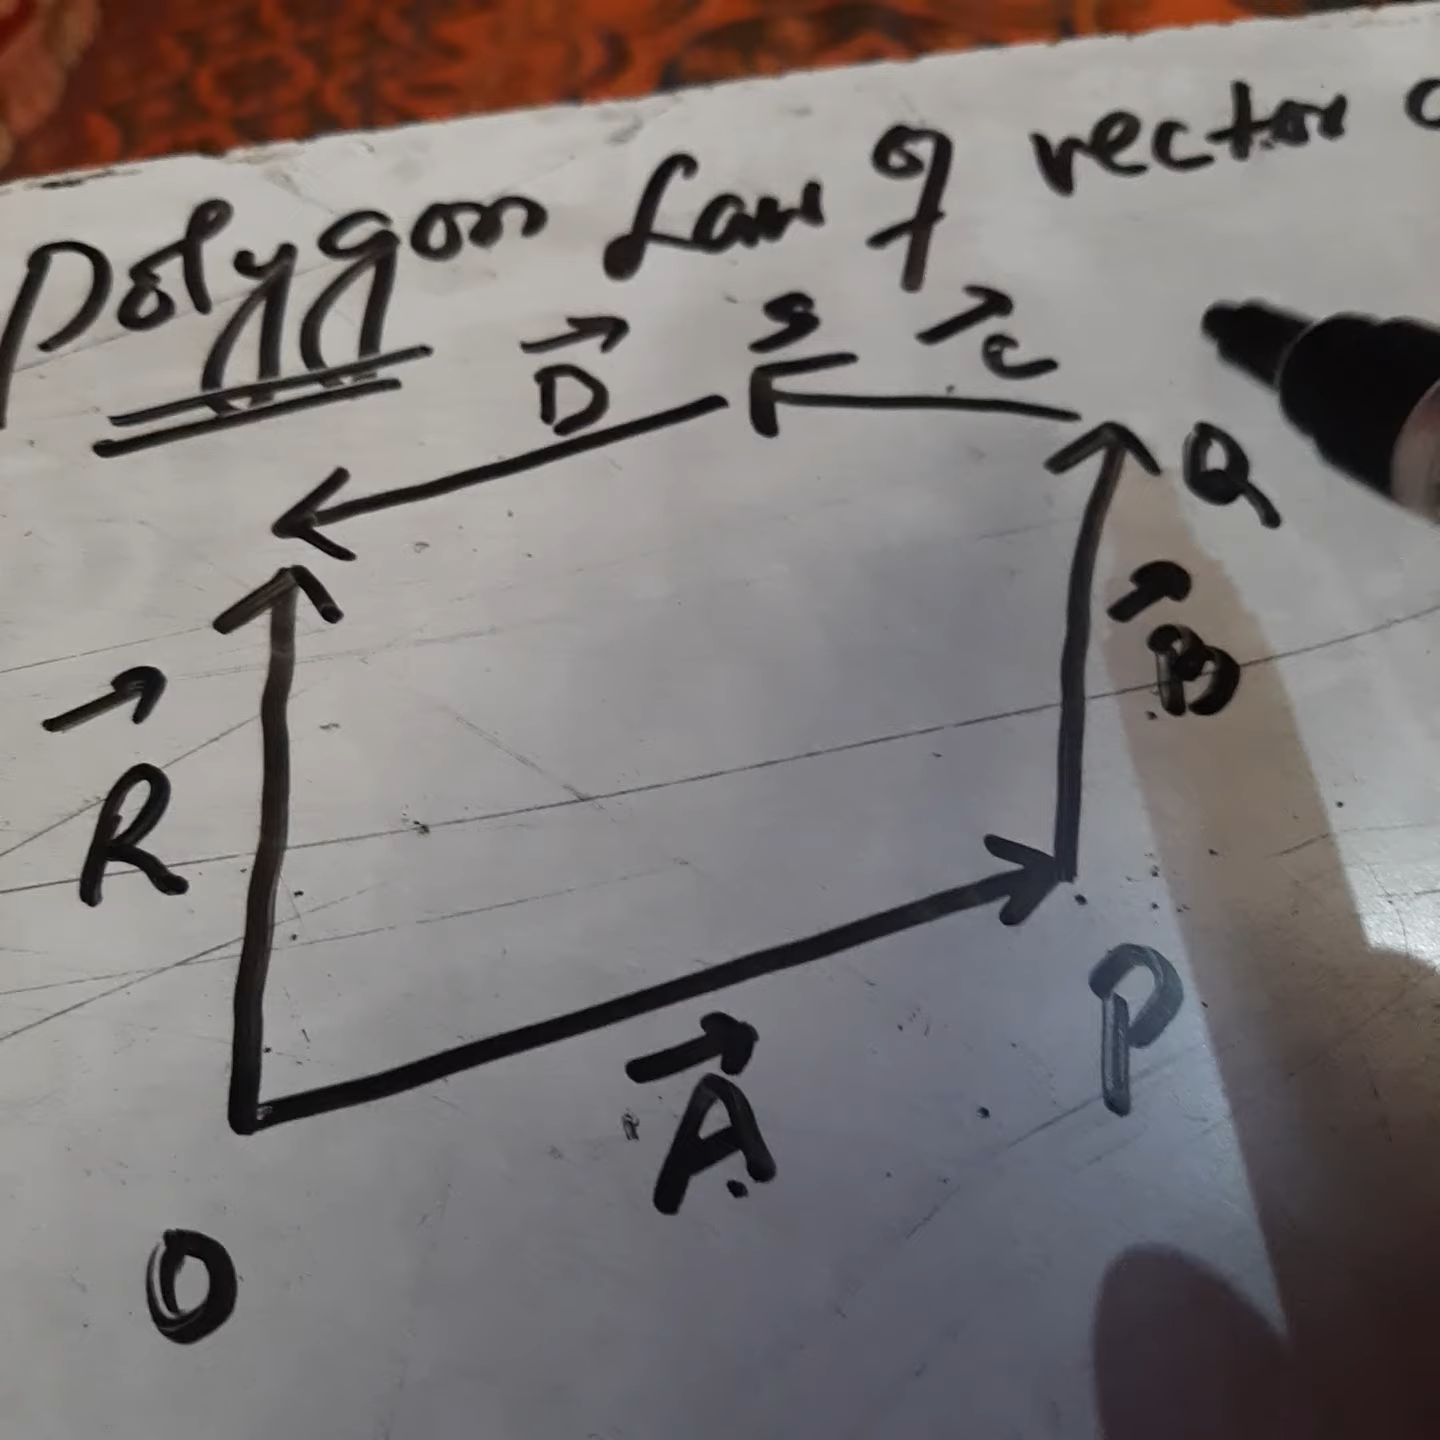 Polygon Law of vector
D⃗ S C⃗
Q
B⃗
R⃗
P
A⃗
O